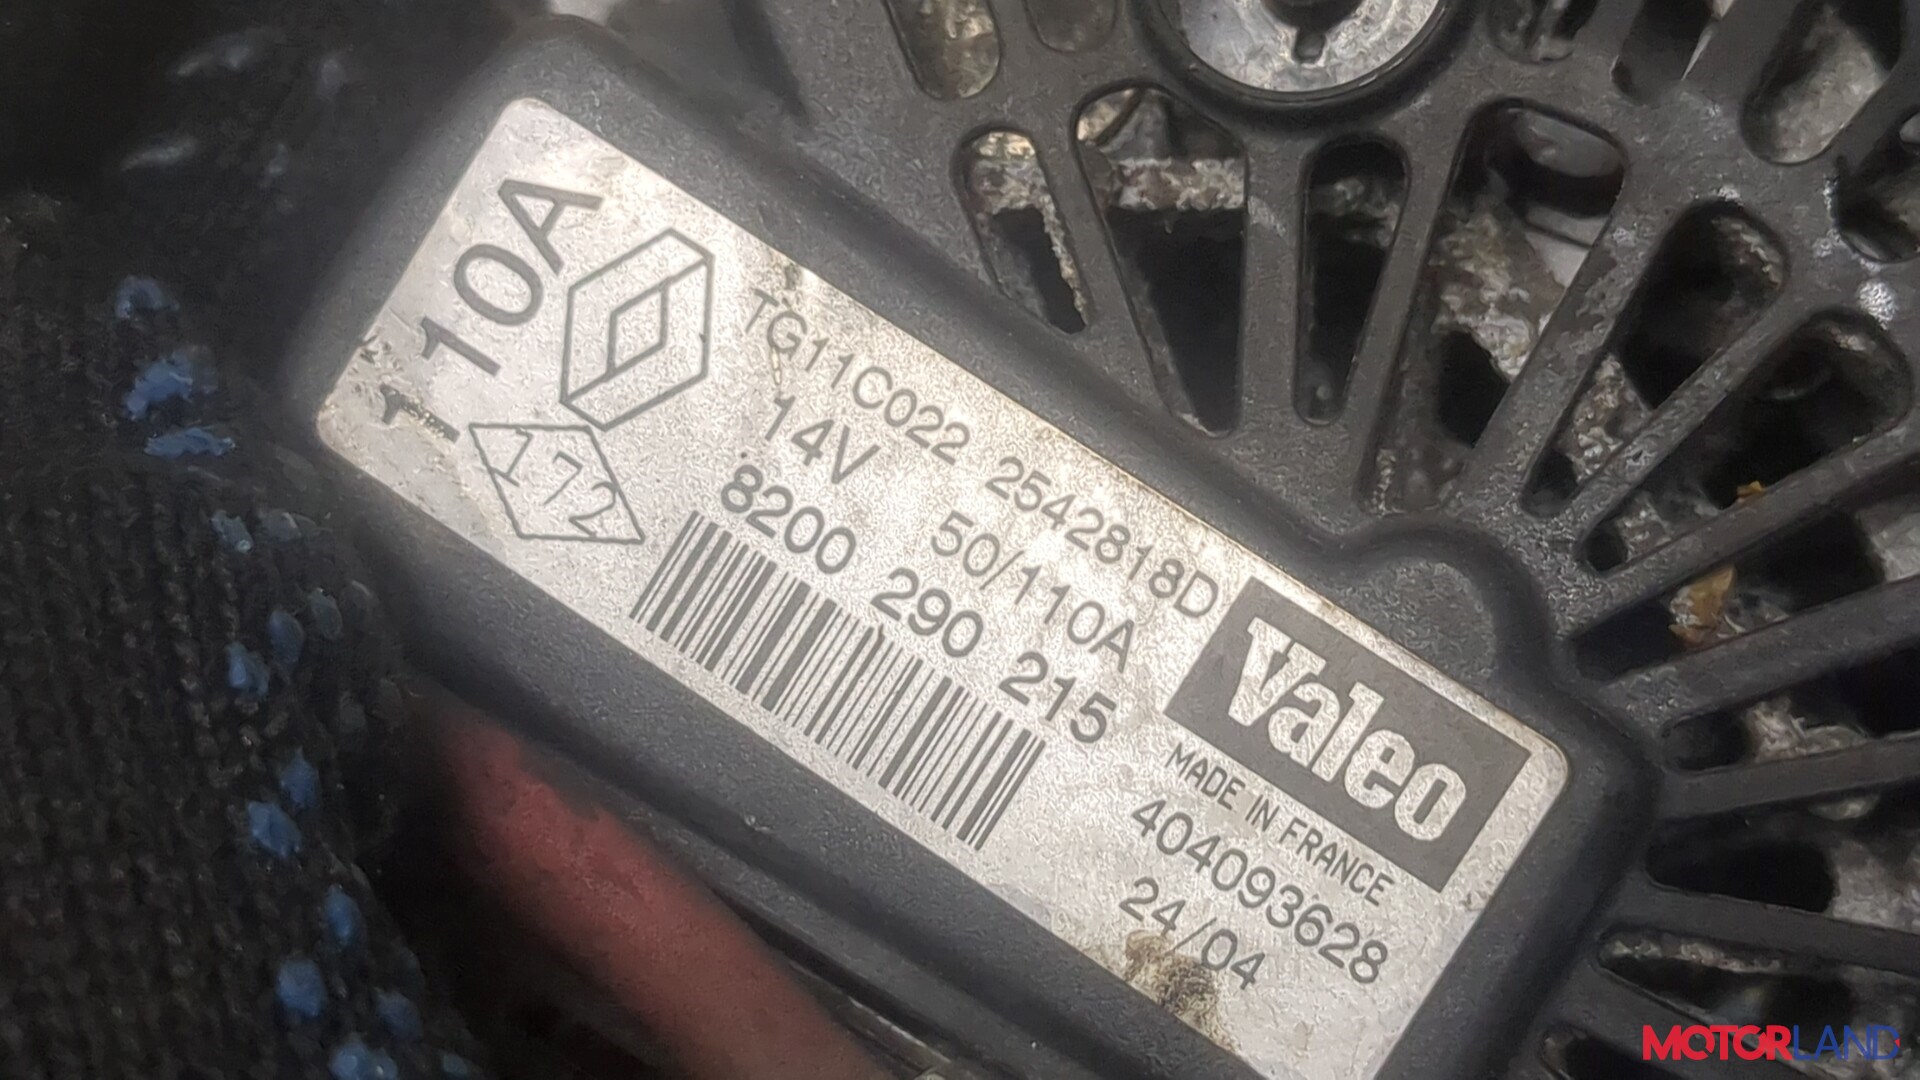 110A
172
TG11C022 2542818D
14V 50/110A
8200 290 215
Valeo
MADE IN FRANCE
404093628
24/04
MOTORLAND